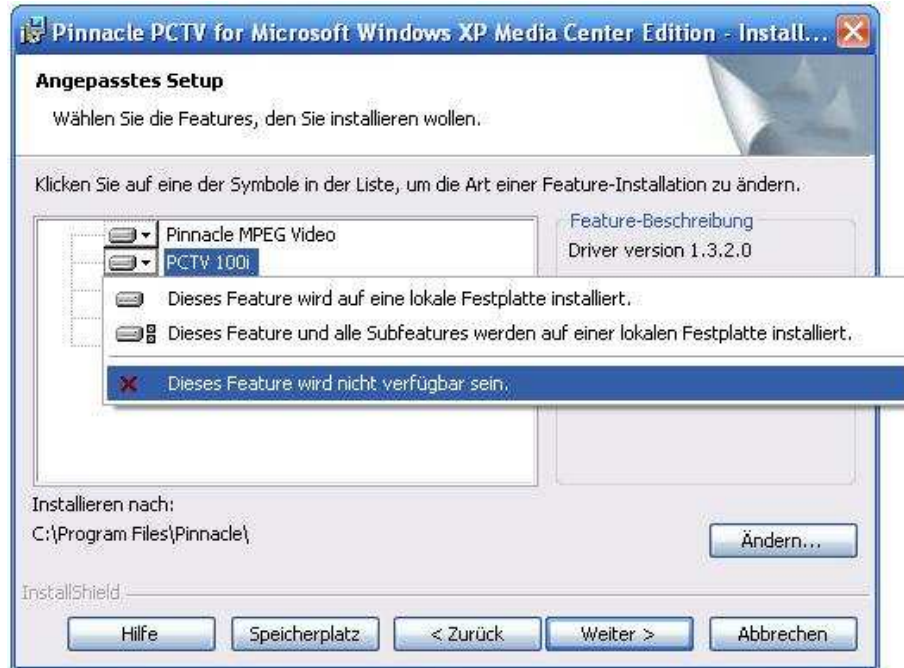 Pinnacle PCTV for Microsoft Windows XP Media Center Edition - Install...
Angepasstes Setup
Wählen Sie die Features, den Sie installieren wollen.
Klicken Sie auf eine der Symbole in der Liste, um die Art einer Feature-Installation zu ändern.
Pinnacle MPEG Video
PCTV 100i
Feature-Beschreibung
Driver version 1.3.2.0
Dieses Feature wird auf eine lokale Festplatte installiert.
Dieses Feature und alle Subfeatures werden auf einer lokalen Festplatte installiert.
Dieses Feature wird nicht verfügbar sein.
Installieren nach:
C:\Program Files\Pinnacle\
Ändern...
InstallShield
Hilfe
Speicherplatz
< Zurück
Weiter >
Abbrechen